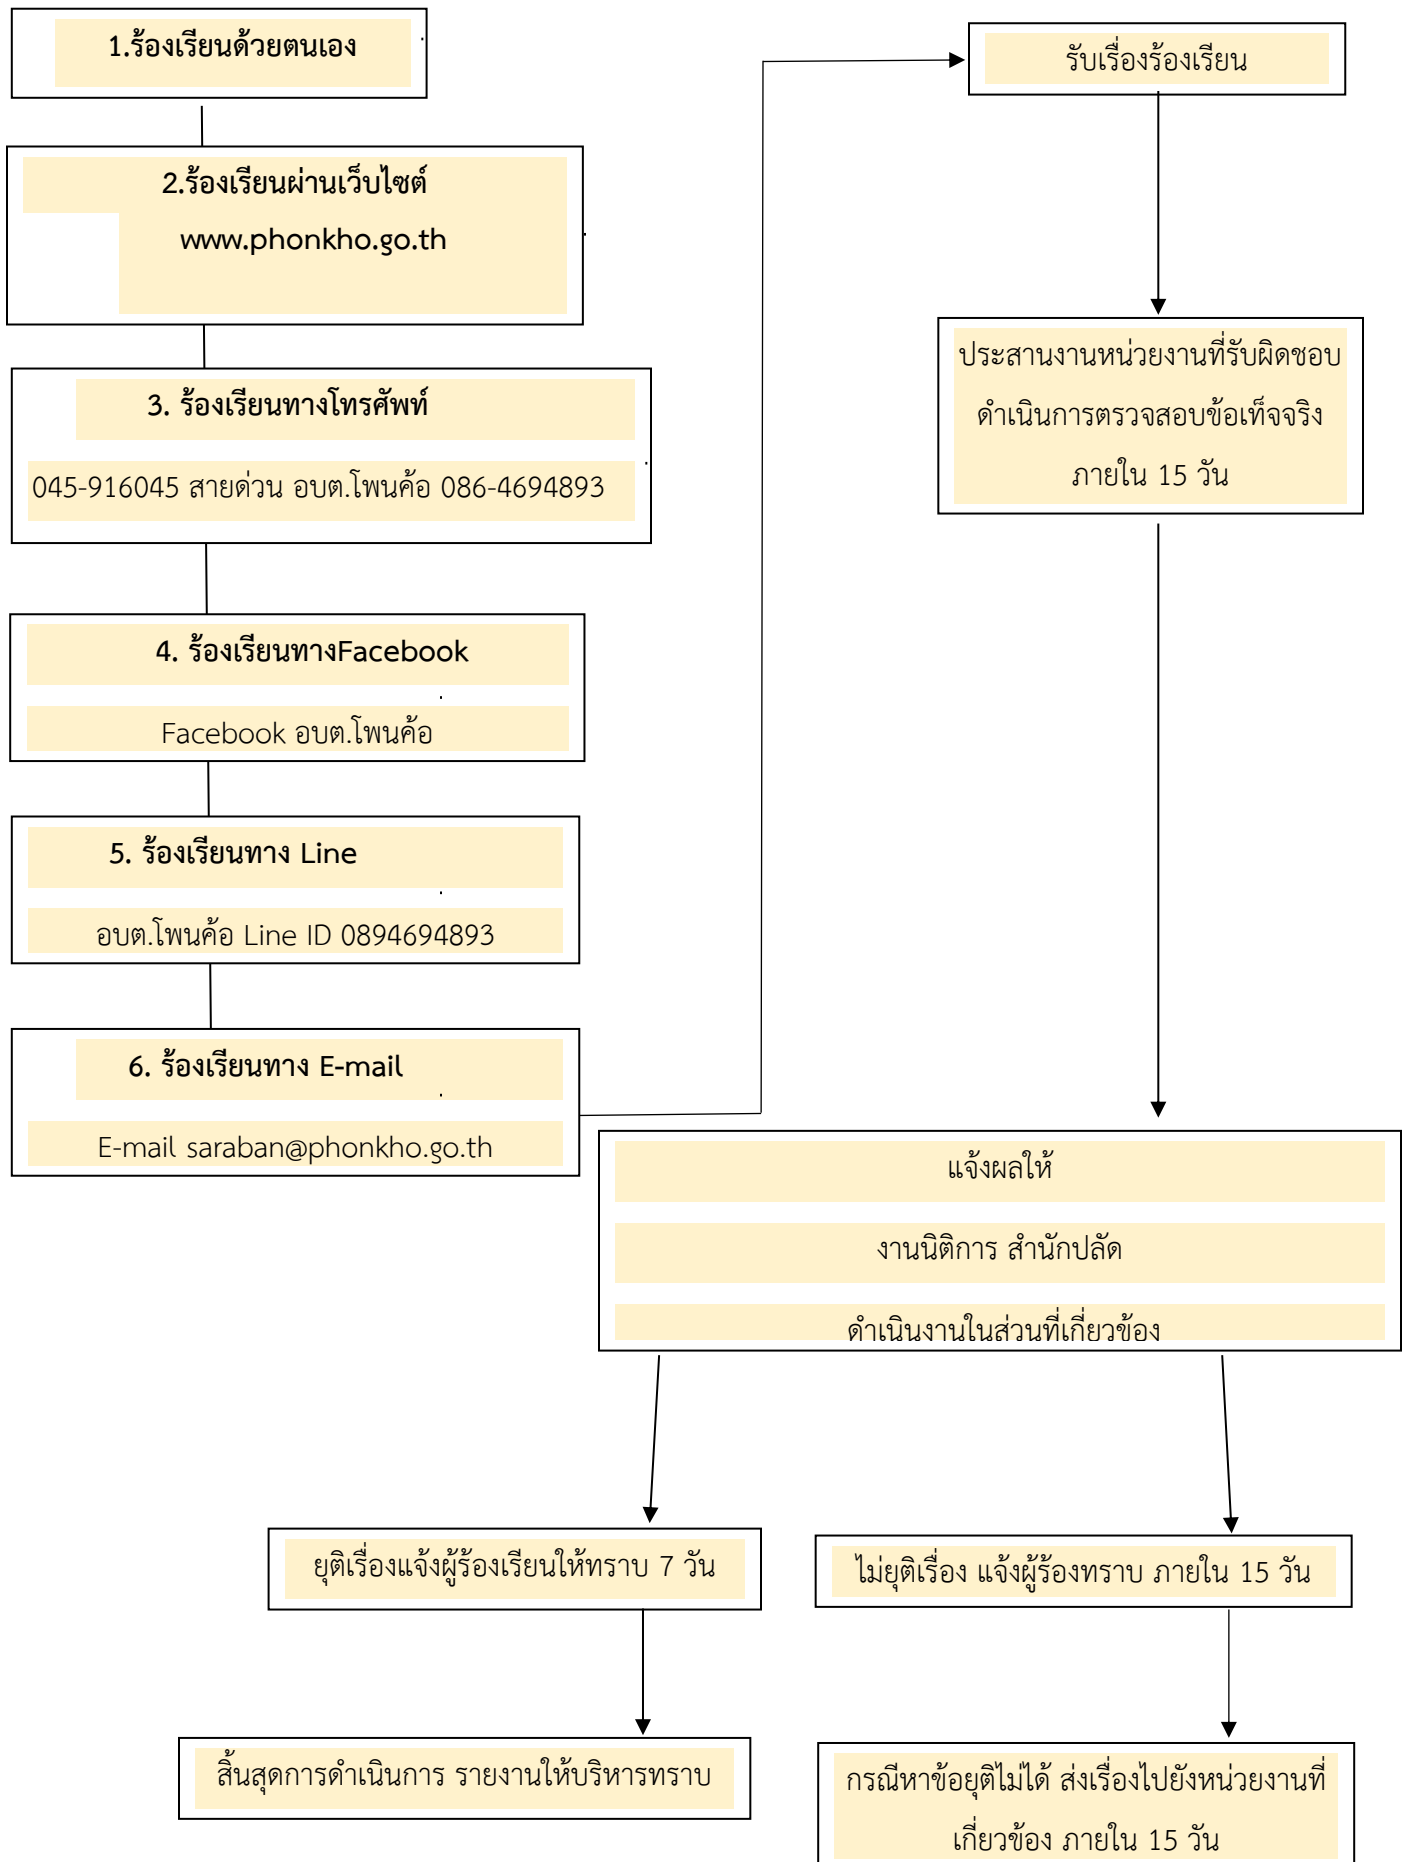 1.ร้องเรียนด้วยตนเอง
2.ร้องเรียนผ่านเว็บไซต์
www.phonkho.go.th
3. ร้องเรียนทางโทรศัพท์
045-916045 สายด่วน อบต.โพนค้อ 086-4694893
4. ร้องเรียนทางFacebook
Facebook อบต.โพนค้อ
5. ร้องเรียนทาง Line
อบต.โพนค้อ Line ID 0894694893
6. ร้องเรียนทาง E-mail
E-mail saraban@phonkho.go.th
รับเรื่องร้องเรียน
ประสานงานหน่วยงานที่รับผิดชอบ
ดำเนินการตรวจสอบข้อเท็จจริง
ภายใน 15 วัน
แจ้งผลให้
งานนิติการ สำนักปลัด
ดำเนินงานในส่วนที่เกี่ยวข้อง
ยุติเรื่องแจ้งผู้ร้องเรียนให้ทราบ 7 วัน
ไม่ยุติเรื่อง แจ้งผู้ร้องทราบ ภายใน 15 วัน
สิ้นสุดการดำเนินการ รายงานให้บริหารทราบ
กรณีหาข้อยุติไม่ได้ ส่งเรื่องไปยังหน่วยงานที่
เกี่ยวข้อง ภายใน 15 วัน